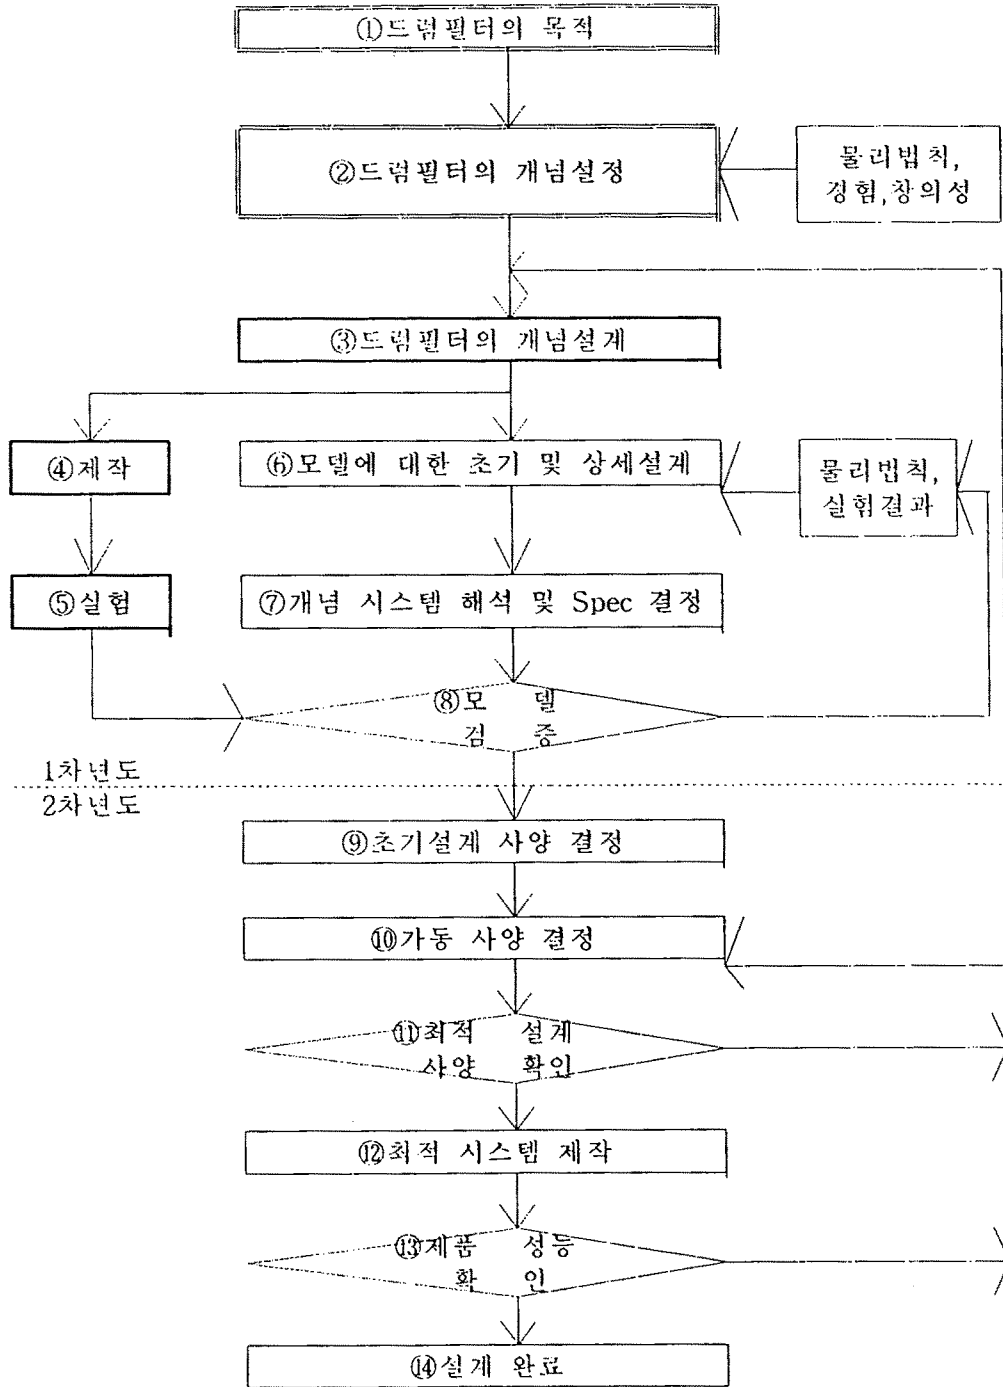 ①드럼필터의 목적
②드럼필터의 개념설정
물리법칙,
경험,창의성
③드럼필터의 개념설계
④제작
⑥모델에 대한 초기 및 상세설계
물리법칙,
실험결과
⑤실험
⑦개념 시스템 해석 및 Spec 결정
⑧모 델
검 증
1차년도
2차년도
⑨초기설계 사양 결정
⑩가동 사양 결정
⑪최적 설계
사양 확인
⑫최적 시스템 제작
⑬제품 성등
확 인
⑭설계 완료